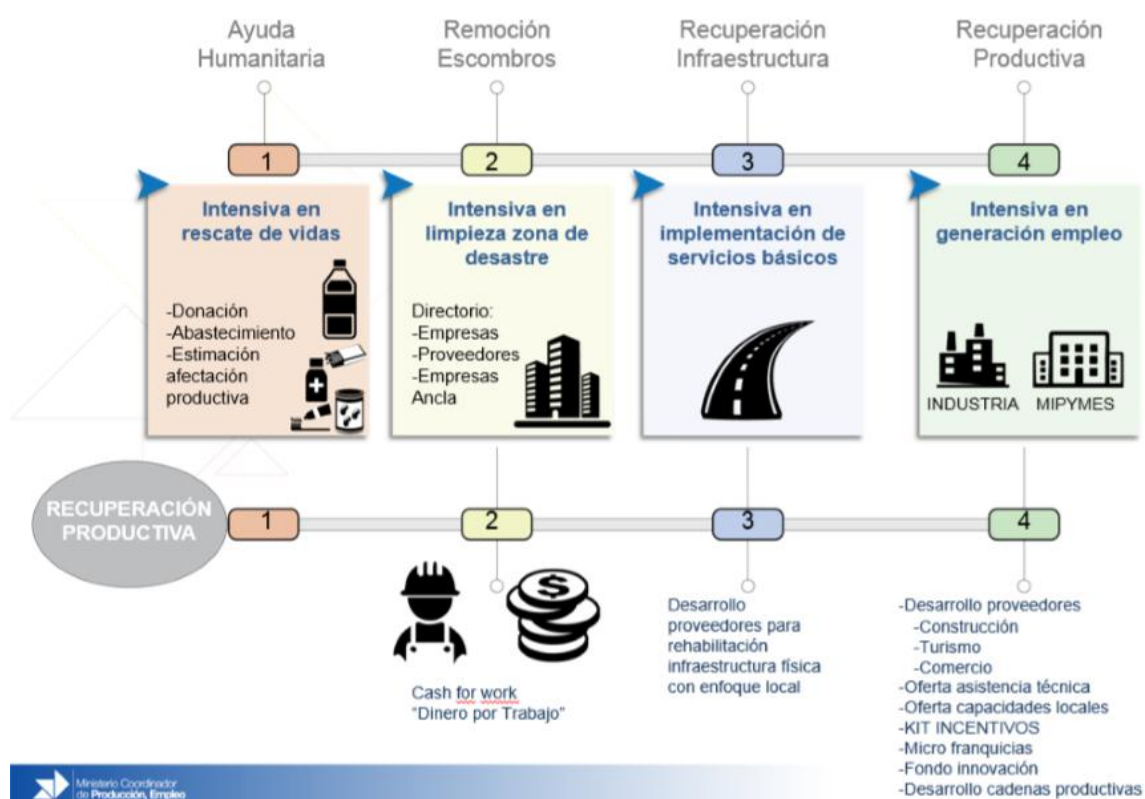 Ayuda
Humanitaria
Remoción
Escombros
Recuperación
Infraestructura
Recuperación
Productiva
1
2
3
4
Intensiva en
rescate de vidas
-Donación
-Abastecimiento
-Estimación
afectación
productiva
Intensiva en
limpieza zona de
desastre
Directorio:
-Empresas
-Proveedores
-Empresas
Ancla
Intensiva en
implementación de
servicios básicos
Intensiva en
generación empleo
INDUSTRIA
MIPYMES
RECUPERACIÓN
PRODUCTIVA
1
2
3
4
$
Cash for work
"Dinero por Trabajo"
Desarrollo
proveedores para
rehabilitación
infraestructura física
con enfoque local
-Desarrollo proveedores
-Construcción
-Turismo
-Comercio
-Oferta asistencia técnica
-Oferta capacidades locales
-KIT INCENTIVOS
-Micro franquicias
-Fondo innovación
-Desarrollo cadenas productivas
Ministerio Coordinador
de Producción, Empleo